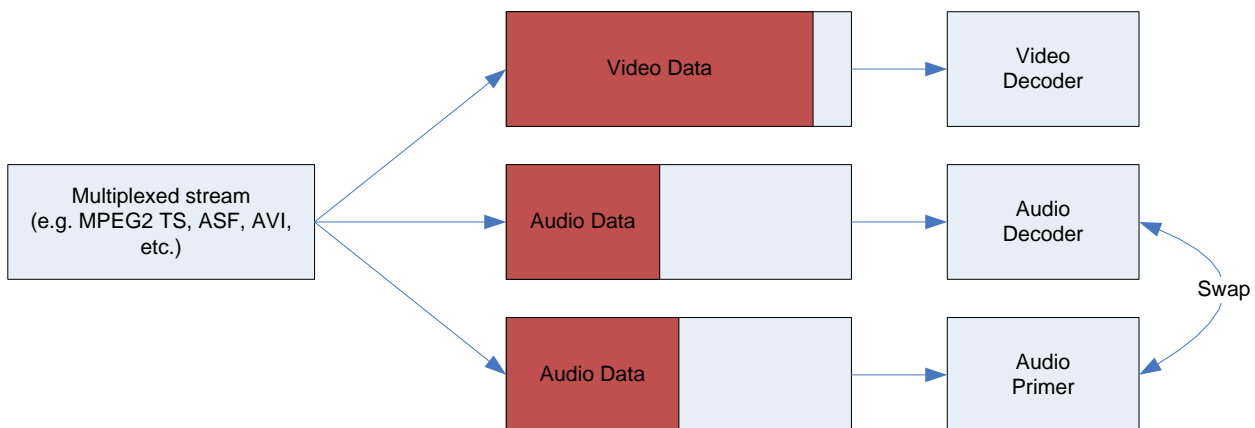 Video Data
Video
Decoder
Multiplexed stream
(e.g. MPEG2 TS, ASF, AVI,
etc.)
Audio Data
Audio
Decoder
Swap
Audio Data
Audio
Primer